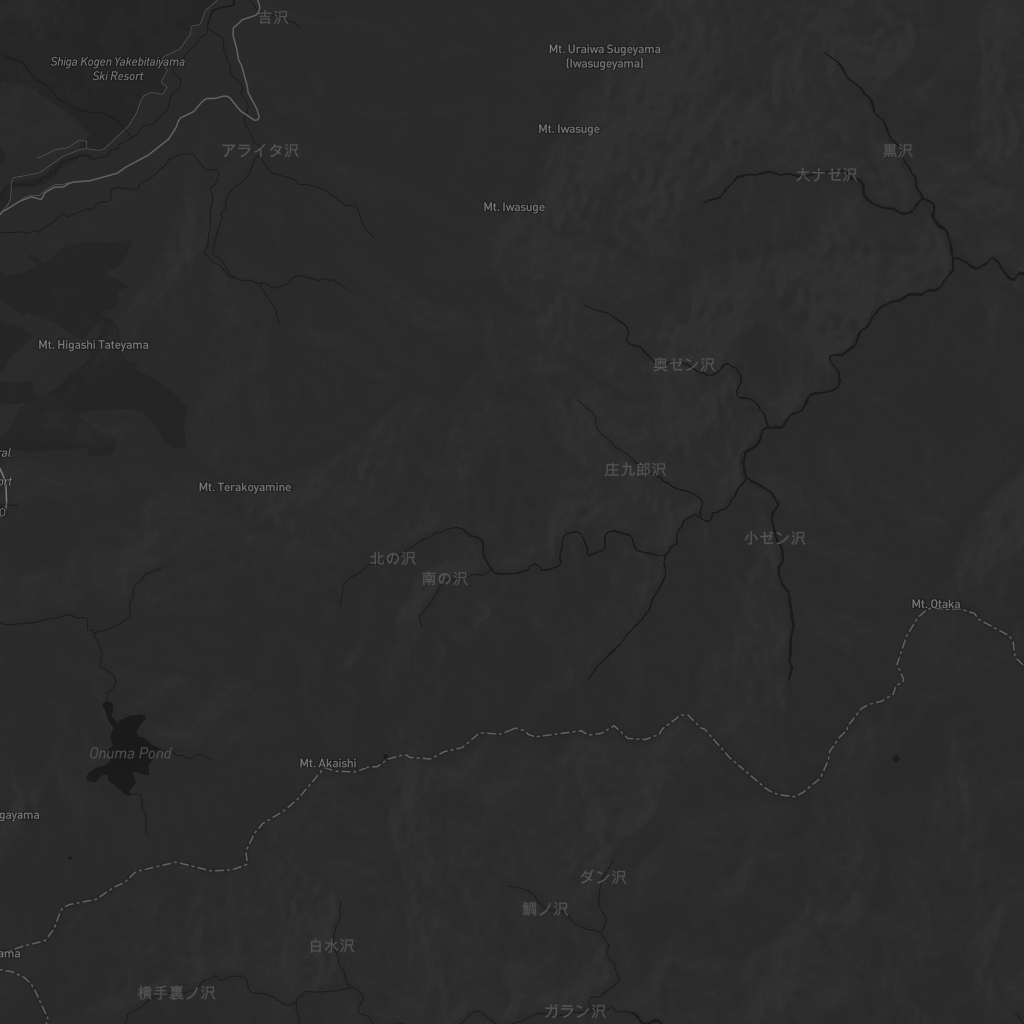 吉沢
Mt. Uraiwa Sugeyama
(Iwasugeyama)
Shiga Kogen Yakebitaiyama
Ski Resort
Mt. Iwasuge
アライタ沢
黒沢
大ナゼ沢
Mt. Iwasuge
Mt. Higashi Tateyama
奥ゼン沢
ral
ort
庄九郎沢
Mt. Terakoyamine
小ゼン沢
北の沢
南の沢
Mt. Otaka
Onuma Pond
Mt. Akaishi
gayama
ダン沢
鯛ノ沢
白水沢
ama
横手裏ノ沢
ガラン沢